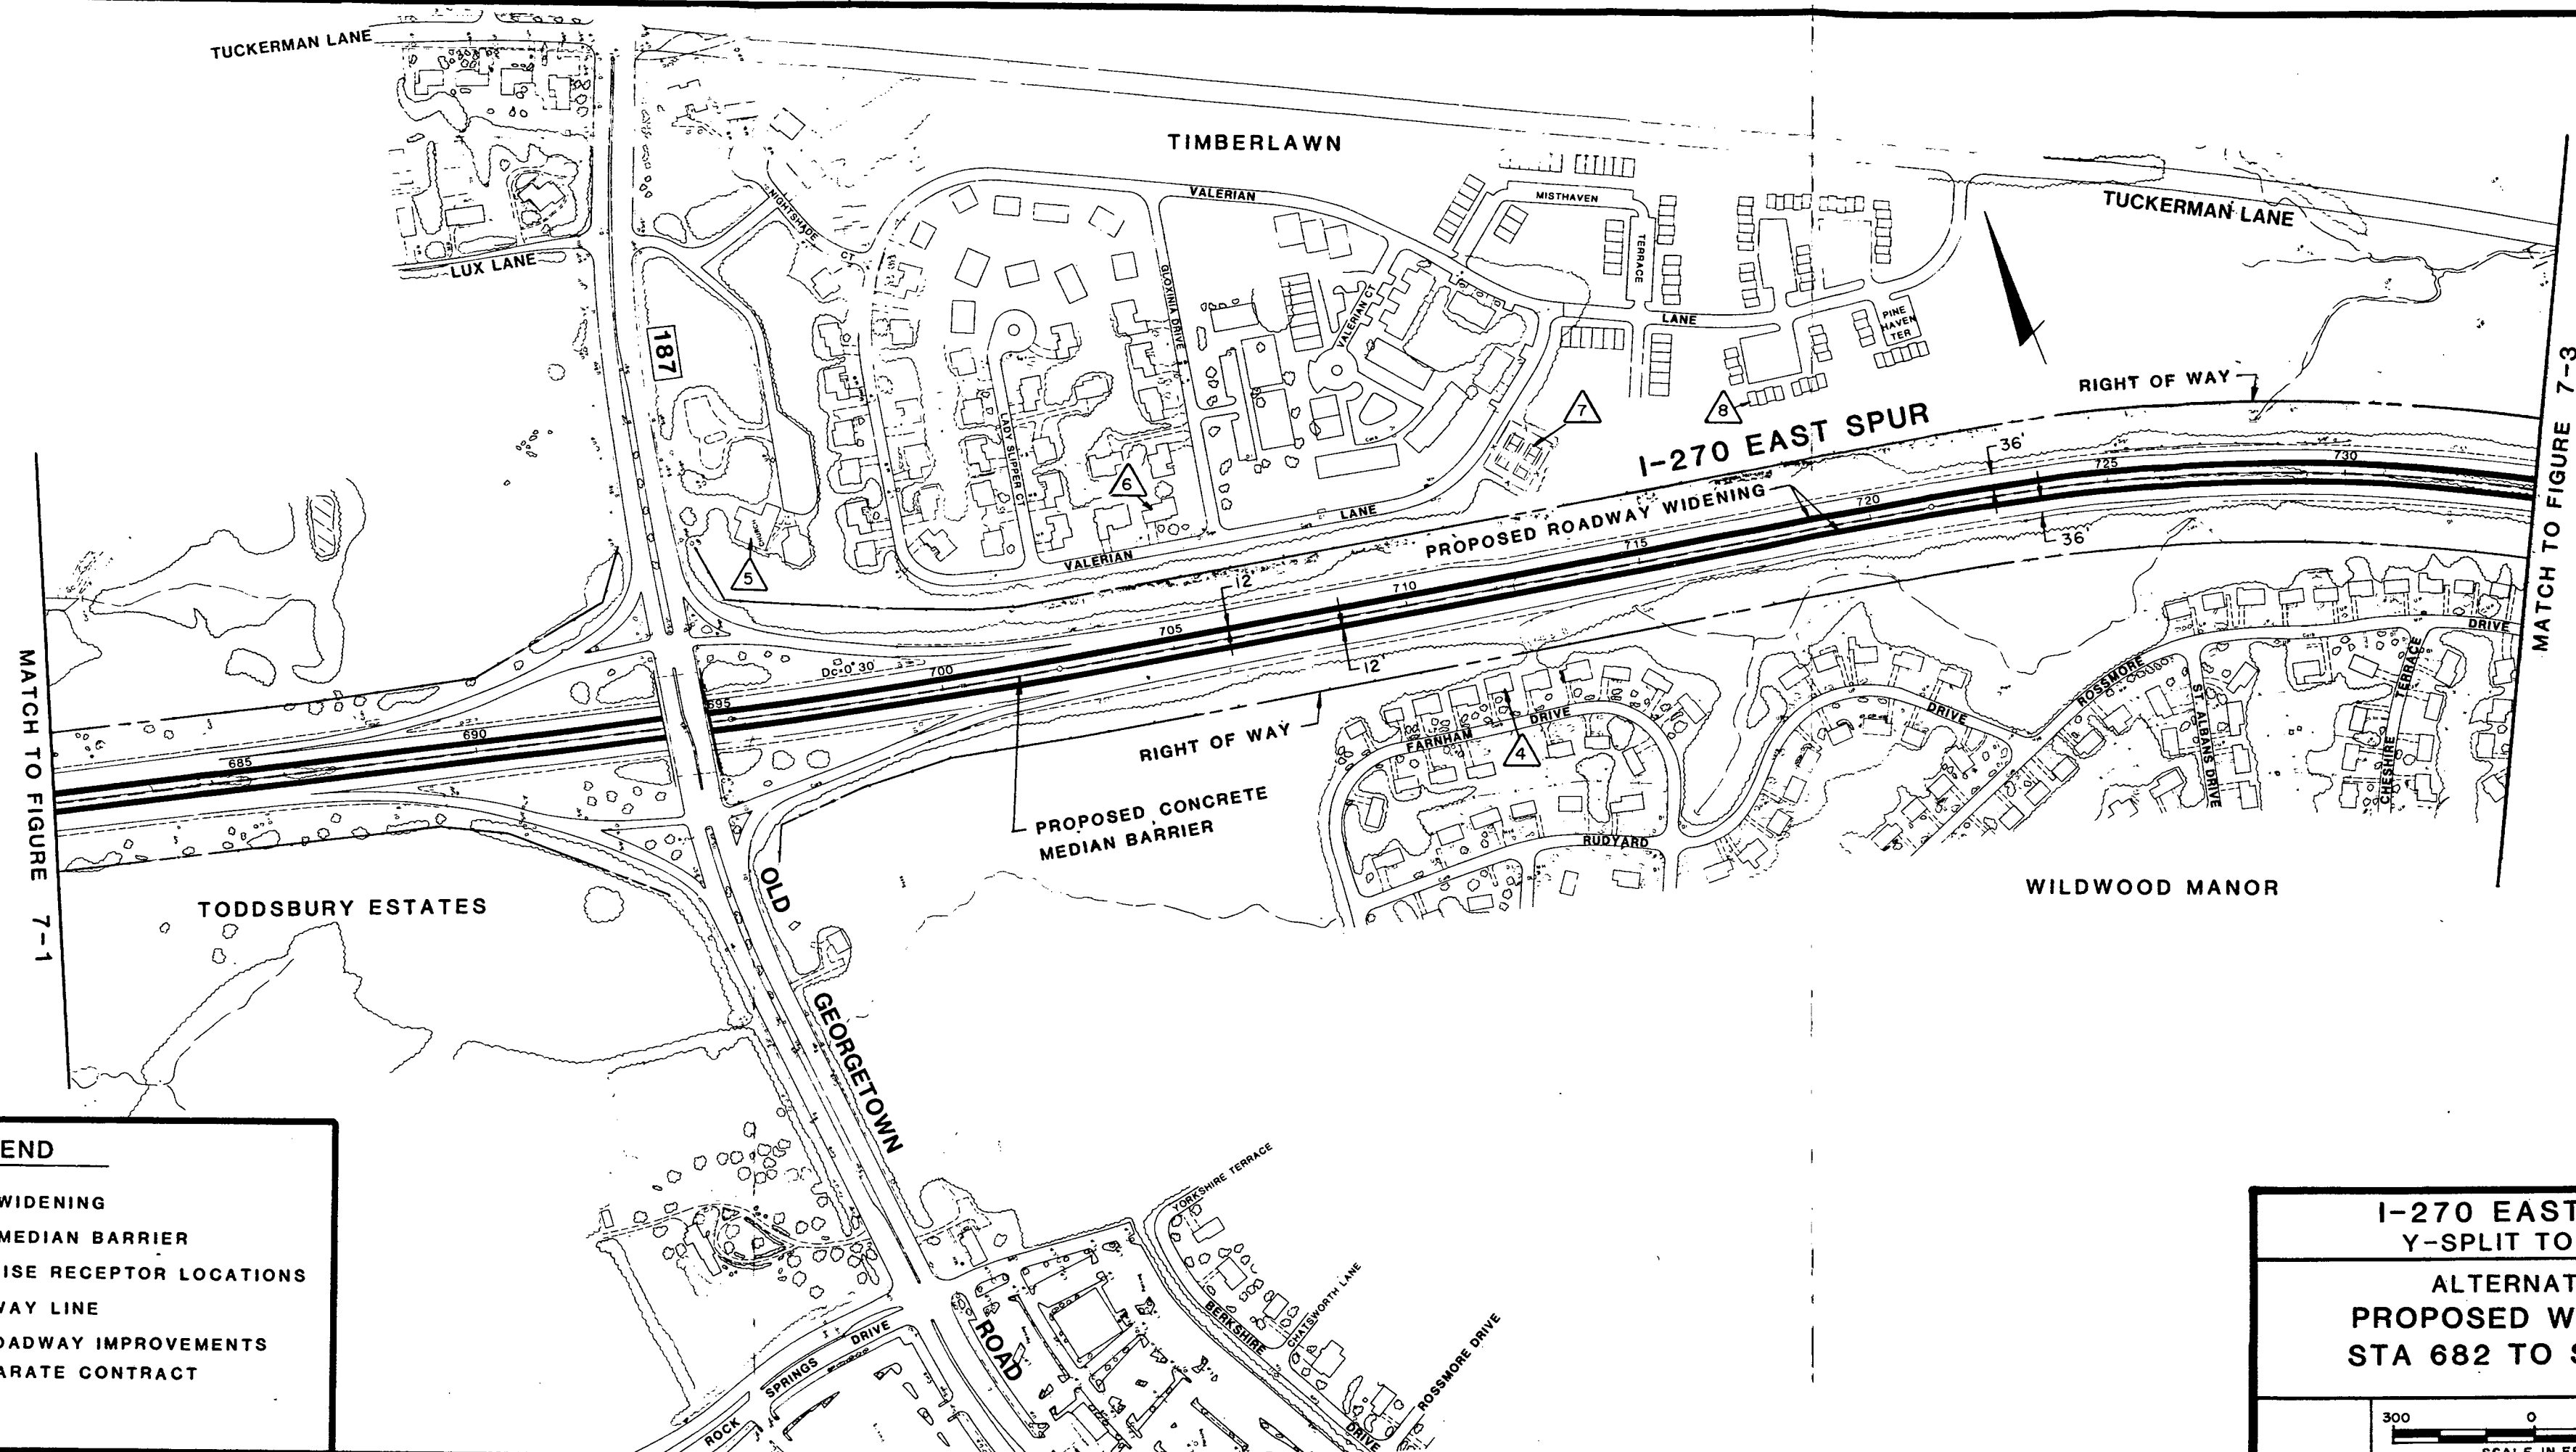 TUCKERMAN LANE
TIMBERLAWN
NIGHTSHADE
CT
VALERIAN
MISTHAVEN
TERRACE
TUCKERMAN LANE
LUX LANE
187
GLOXINIA DRIVE
VALERIAN CT
LANE
PINE
HAVEN
TER
LADY SLIPPER CT
CHURCH
5
6
7
8
VALERIAN
LANE
I-270 EAST SPUR
RIGHT OF WAY
PROPOSED ROADWAY WIDENING
36'
36'
12'
12'
685
690
695
700
705
710
715
720
725
730
Dc=0°30'
MATCH TO FIGURE 7-3
MATCH TO FIGURE 7-1
RIGHT OF WAY
PROPOSED CONCRETE
MEDIAN BARRIER
FARNHAM
DRIVE
4
RUDYARD
DRIVE
ROSSMORE
DRIVE
ST ALBANS DRIVE
CHESHIRE
TERRACE
WILDWOOD MANOR
TODDSBURY ESTATES
OLD
GEORGETOWN
ROAD
YORKSHIRE TERRACE
BERKSHIRE
DRIVE
CHATSWORTH LANE
ROSSMORE DRIVE
ROCK
SPRINGS
DRIVE
END
WIDENING
MEDIAN BARRIER
ISE RECEPTOR LOCATIONS
WAY LINE
OADWAY IMPROVEMENTS
ARATE CONTRACT
I-270 EAST
Y-SPLIT TO
ALTERNAT
PROPOSED W
STA 682 TO S
300
0
SCALE IN F